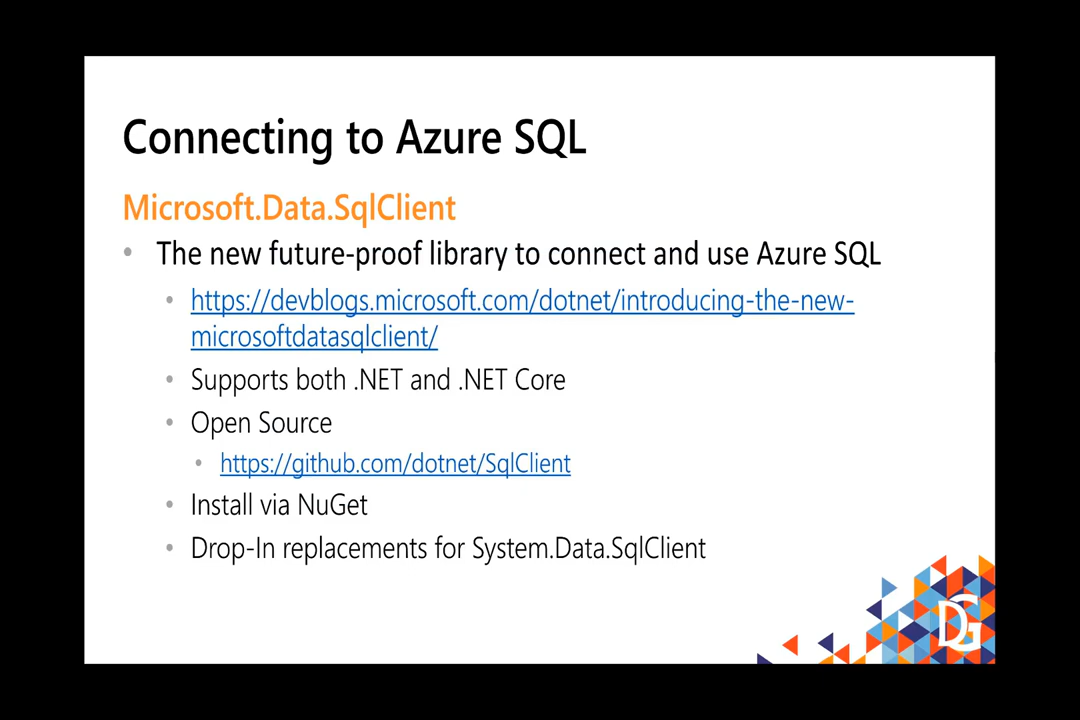 Connecting to Azure SQL
Microsoft.Data.SqlClient
• The new future-proof library to connect and use Azure SQL
• https://devblogs.microsoft.com/dotnet/introducing-the-new-
microsoftdatasqlclient/
• Supports both .NET and .NET Core
• Open Source
• https://github.com/dotnet/SqlClient
• Install via NuGet
• Drop-In replacements for System.Data.SqlClient
DG